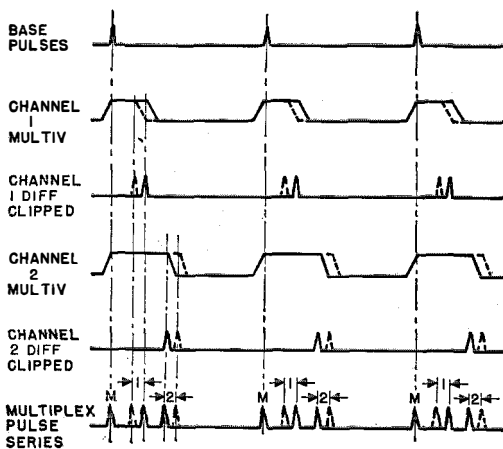 BASE
PULSES
CHANNEL
1
MULTIV
CHANNEL
1 DIFF
CLIPPED
CHANNEL
2
MULTIV
CHANNEL
2 DIFF
CLIPPED
M 1 2 M 1 2 M 1 2
MULTIPLEX
PULSE
SERIES